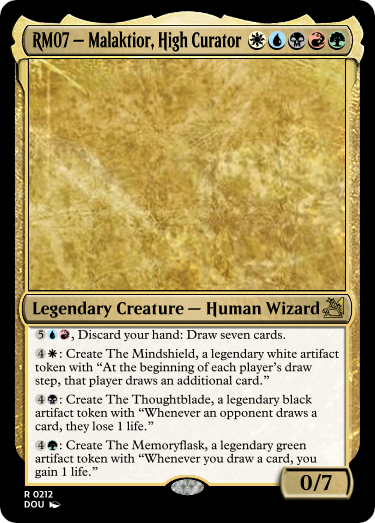 RM07 — Malaktior, High Curator
Legendary Creature — Human Wizard
5, Discard your hand: Draw seven cards.
4: Create The Mindshield, a legendary white artifact
token with “At the beginning of each player’s draw
step, that player draws an additional card.”
4: Create The Thoughtblade, a legendary black
artifact token with “Whenever an opponent draws a
card, they lose 1 life.”
4: Create The Memoryflask, a legendary green
artifact token with “Whenever you draw a card, you
gain 1 life.”
0/7
R 0212
DOU